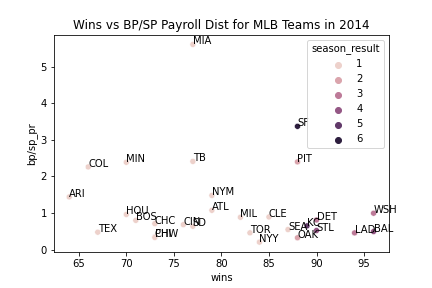 Wins vs BP/SP Payroll Dist for MLB Teams in 2014
MIA
season_result
1
2
3
4
5
6
5
4
3
2
1
0
bp/sp_pr
SF
COL
MIN
TB
PIT
ARI
NYM
HOU
BOS
ATL
TEX
CHC
CIN
SD
MIL
CLE
TOR
NYY
SEA
KC
DET
STL
OAK
WSH
LAD
BAL
65 70 75 80 85 90 95
wins